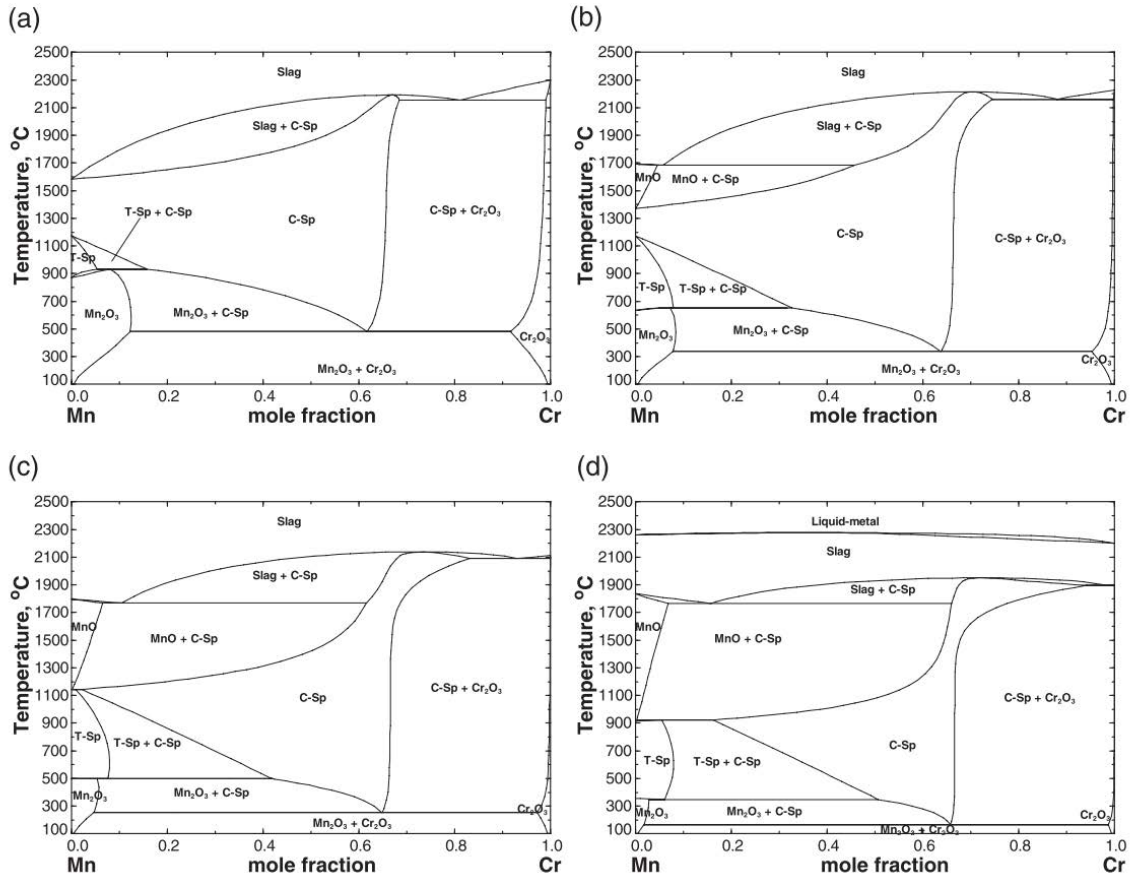 (a)
2500
2300
2100
1900
1700
1500
1300
1100
900
700
500
300
100
Temperature, °C
Slag
Slag + C-Sp
T-Sp + C-Sp
C-Sp
C-Sp + Cr₂O₃
T-Sp
Mn₂O₃
Mn₂O₃ + C-Sp
Cr₂O₃
Mn₂O₃ + Cr₂O₃
0.0 0.2 0.4 0.6 0.8 1.0
Mn mole fraction Cr
(b)
2500
2300
2100
1900
1700
1500
1300
1100
900
700
500
300
100
Temperature, °C
Slag
Slag + C-Sp
MnO
MnO + C-Sp
C-Sp
C-Sp + Cr₂O₃
T-Sp
T-Sp + C-Sp
Mn₂O₃
Mn₂O₃ + C-Sp
Cr₂O₃
Mn₂O₃ + Cr₂O₃
0.0 0.2 0.4 0.6 0.8 1.0
Mn mole fraction Cr
(c)
2500
2300
2100
1900
1700
1500
1300
1100
900
700
500
300
100
Temperature, °C
Slag
Slag + C-Sp
MnO
MnO + C-Sp
C-Sp
C-Sp + Cr₂O₃
T-Sp
T-Sp + C-Sp
Mn₂O₃
Mn₂O₃ + C-Sp
Cr₂O₃
Mn₂O₃ + Cr₂O₃
0.0 0.2 0.4 0.6 0.8 1.0
Mn mole fraction Cr
(d)
2500
2300
2100
1900
1700
1500
1300
1100
900
700
500
300
100
Temperature, °C
Liquid-metal
Slag
Slag + C-Sp
MnO
MnO + C-Sp
C-Sp + Cr₂O₃
C-Sp
T-Sp
T-Sp + C-Sp
Mn₂O₃
Mn₂O₃ + C-Sp
Cr₂O₃
Mn₂O₃ + Cr₂O₃
0.0 0.2 0.4 0.6 0.8 1.0
Mn mole fraction Cr